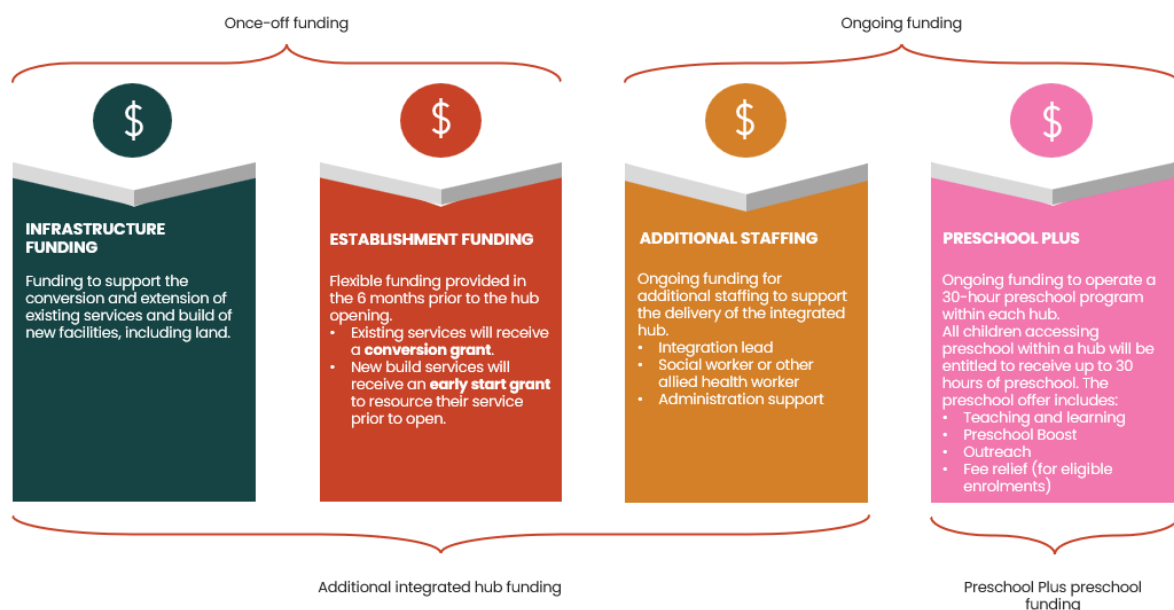 Once-off funding
Ongoing funding
$
$
$
$
INFRASTRUCTURE
FUNDING
Funding to support the
conversion and extension of
existing services and build of
new facilities, including land.
ESTABLISHMENT FUNDING
Flexible funding provided in
the 6 months prior to the hub
opening.
• Existing services will receive
a conversion grant.
• New build services will
receive an early start grant
to resource their service
prior to open.
ADDITIONAL STAFFING
Ongoing funding for
additional staffing to support
the delivery of the integrated
hub.
• Integration lead
• Social worker or other
allied health worker
• Administration support
PRESCHOOL PLUS
Ongoing funding to operate a
30-hour preschool program
within each hub.
All children accessing
preschool within a hub will be
entitled to receive up to 30
hours of preschool. The
preschool offer includes:
• Teaching and learning
• Preschool Boost
• Outreach
• Fee relief (for eligible
enrolments)
Additional integrated hub funding
Preschool Plus preschool
funding